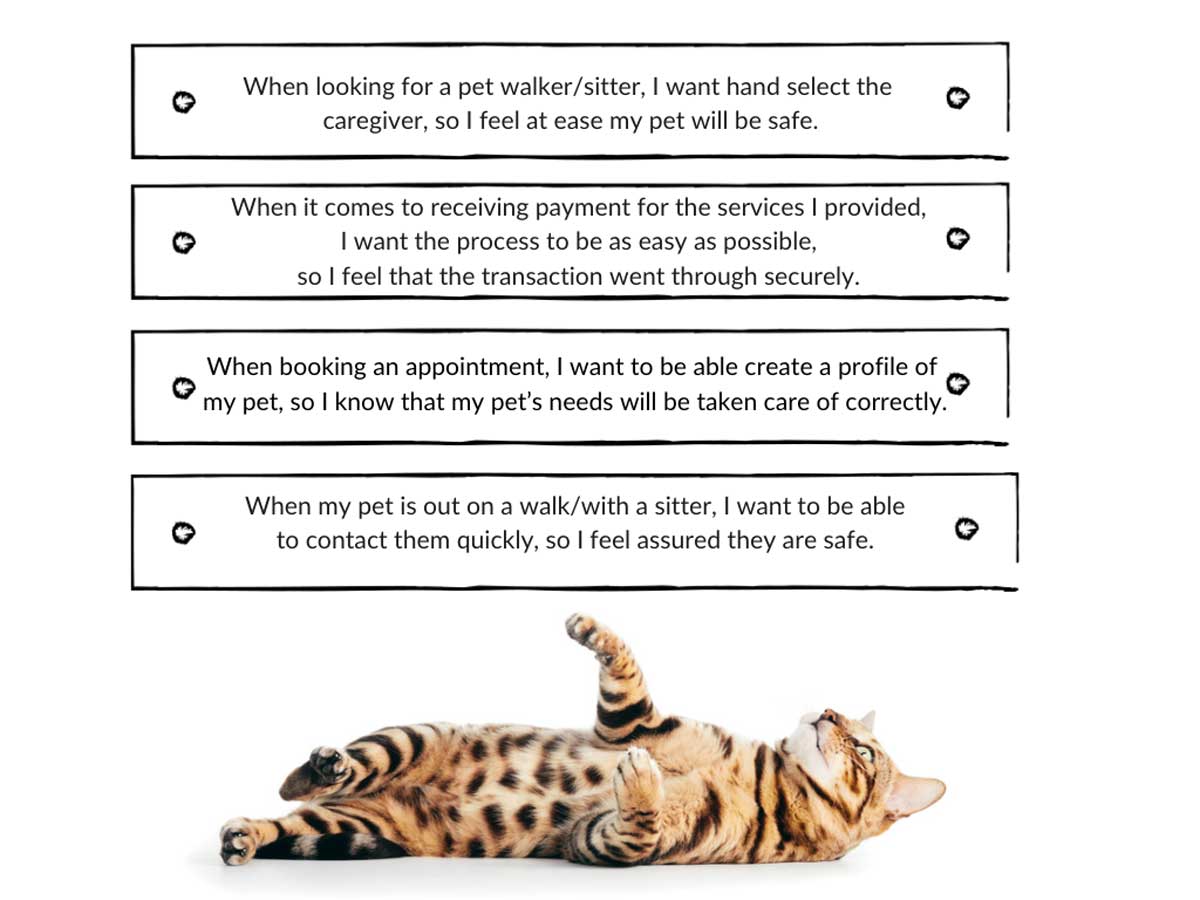 When looking for a pet walker/sitter, I want hand select the
caregiver, so I feel at ease my pet will be safe.
When it comes to receiving payment for the services I provided,
I want the process to be as easy as possible,
so I feel that the transaction went through securely.
When booking an appointment, I want to be able create a profile of
my pet, so I know that my pet’s needs will be taken care of correctly.
When my pet is out on a walk/with a sitter, I want to be able
to contact them quickly, so I feel assured they are safe.